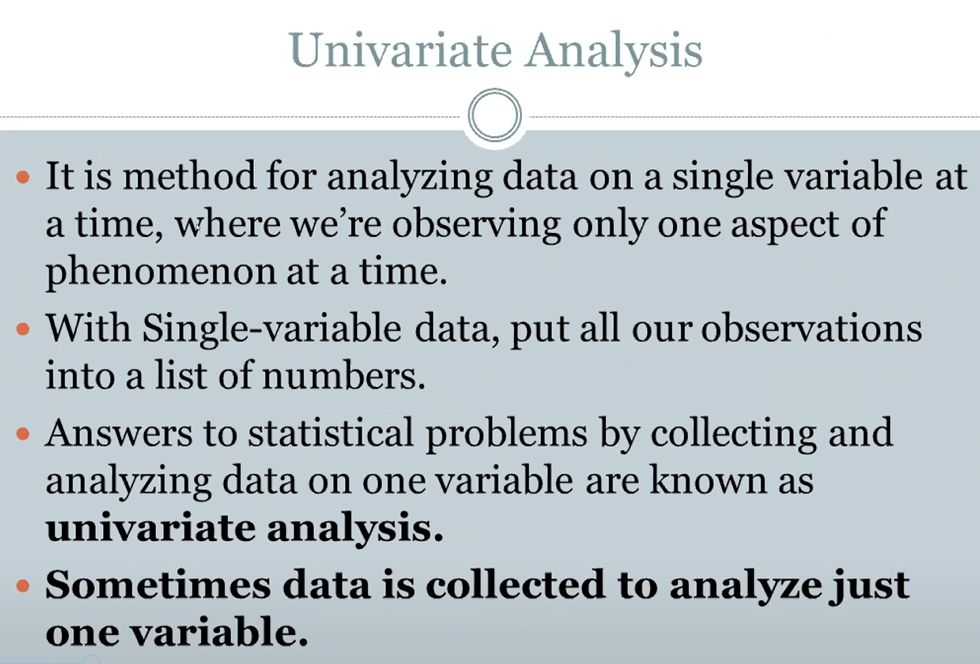 Univariate Analysis
• It is method for analyzing data on a single variable at
a time, where we’re observing only one aspect of
phenomenon at a time.
• With Single-variable data, put all our observations
into a list of numbers.
• Answers to statistical problems by collecting and
analyzing data on one variable are known as
univariate analysis.
• Sometimes data is collected to analyze just
one variable.